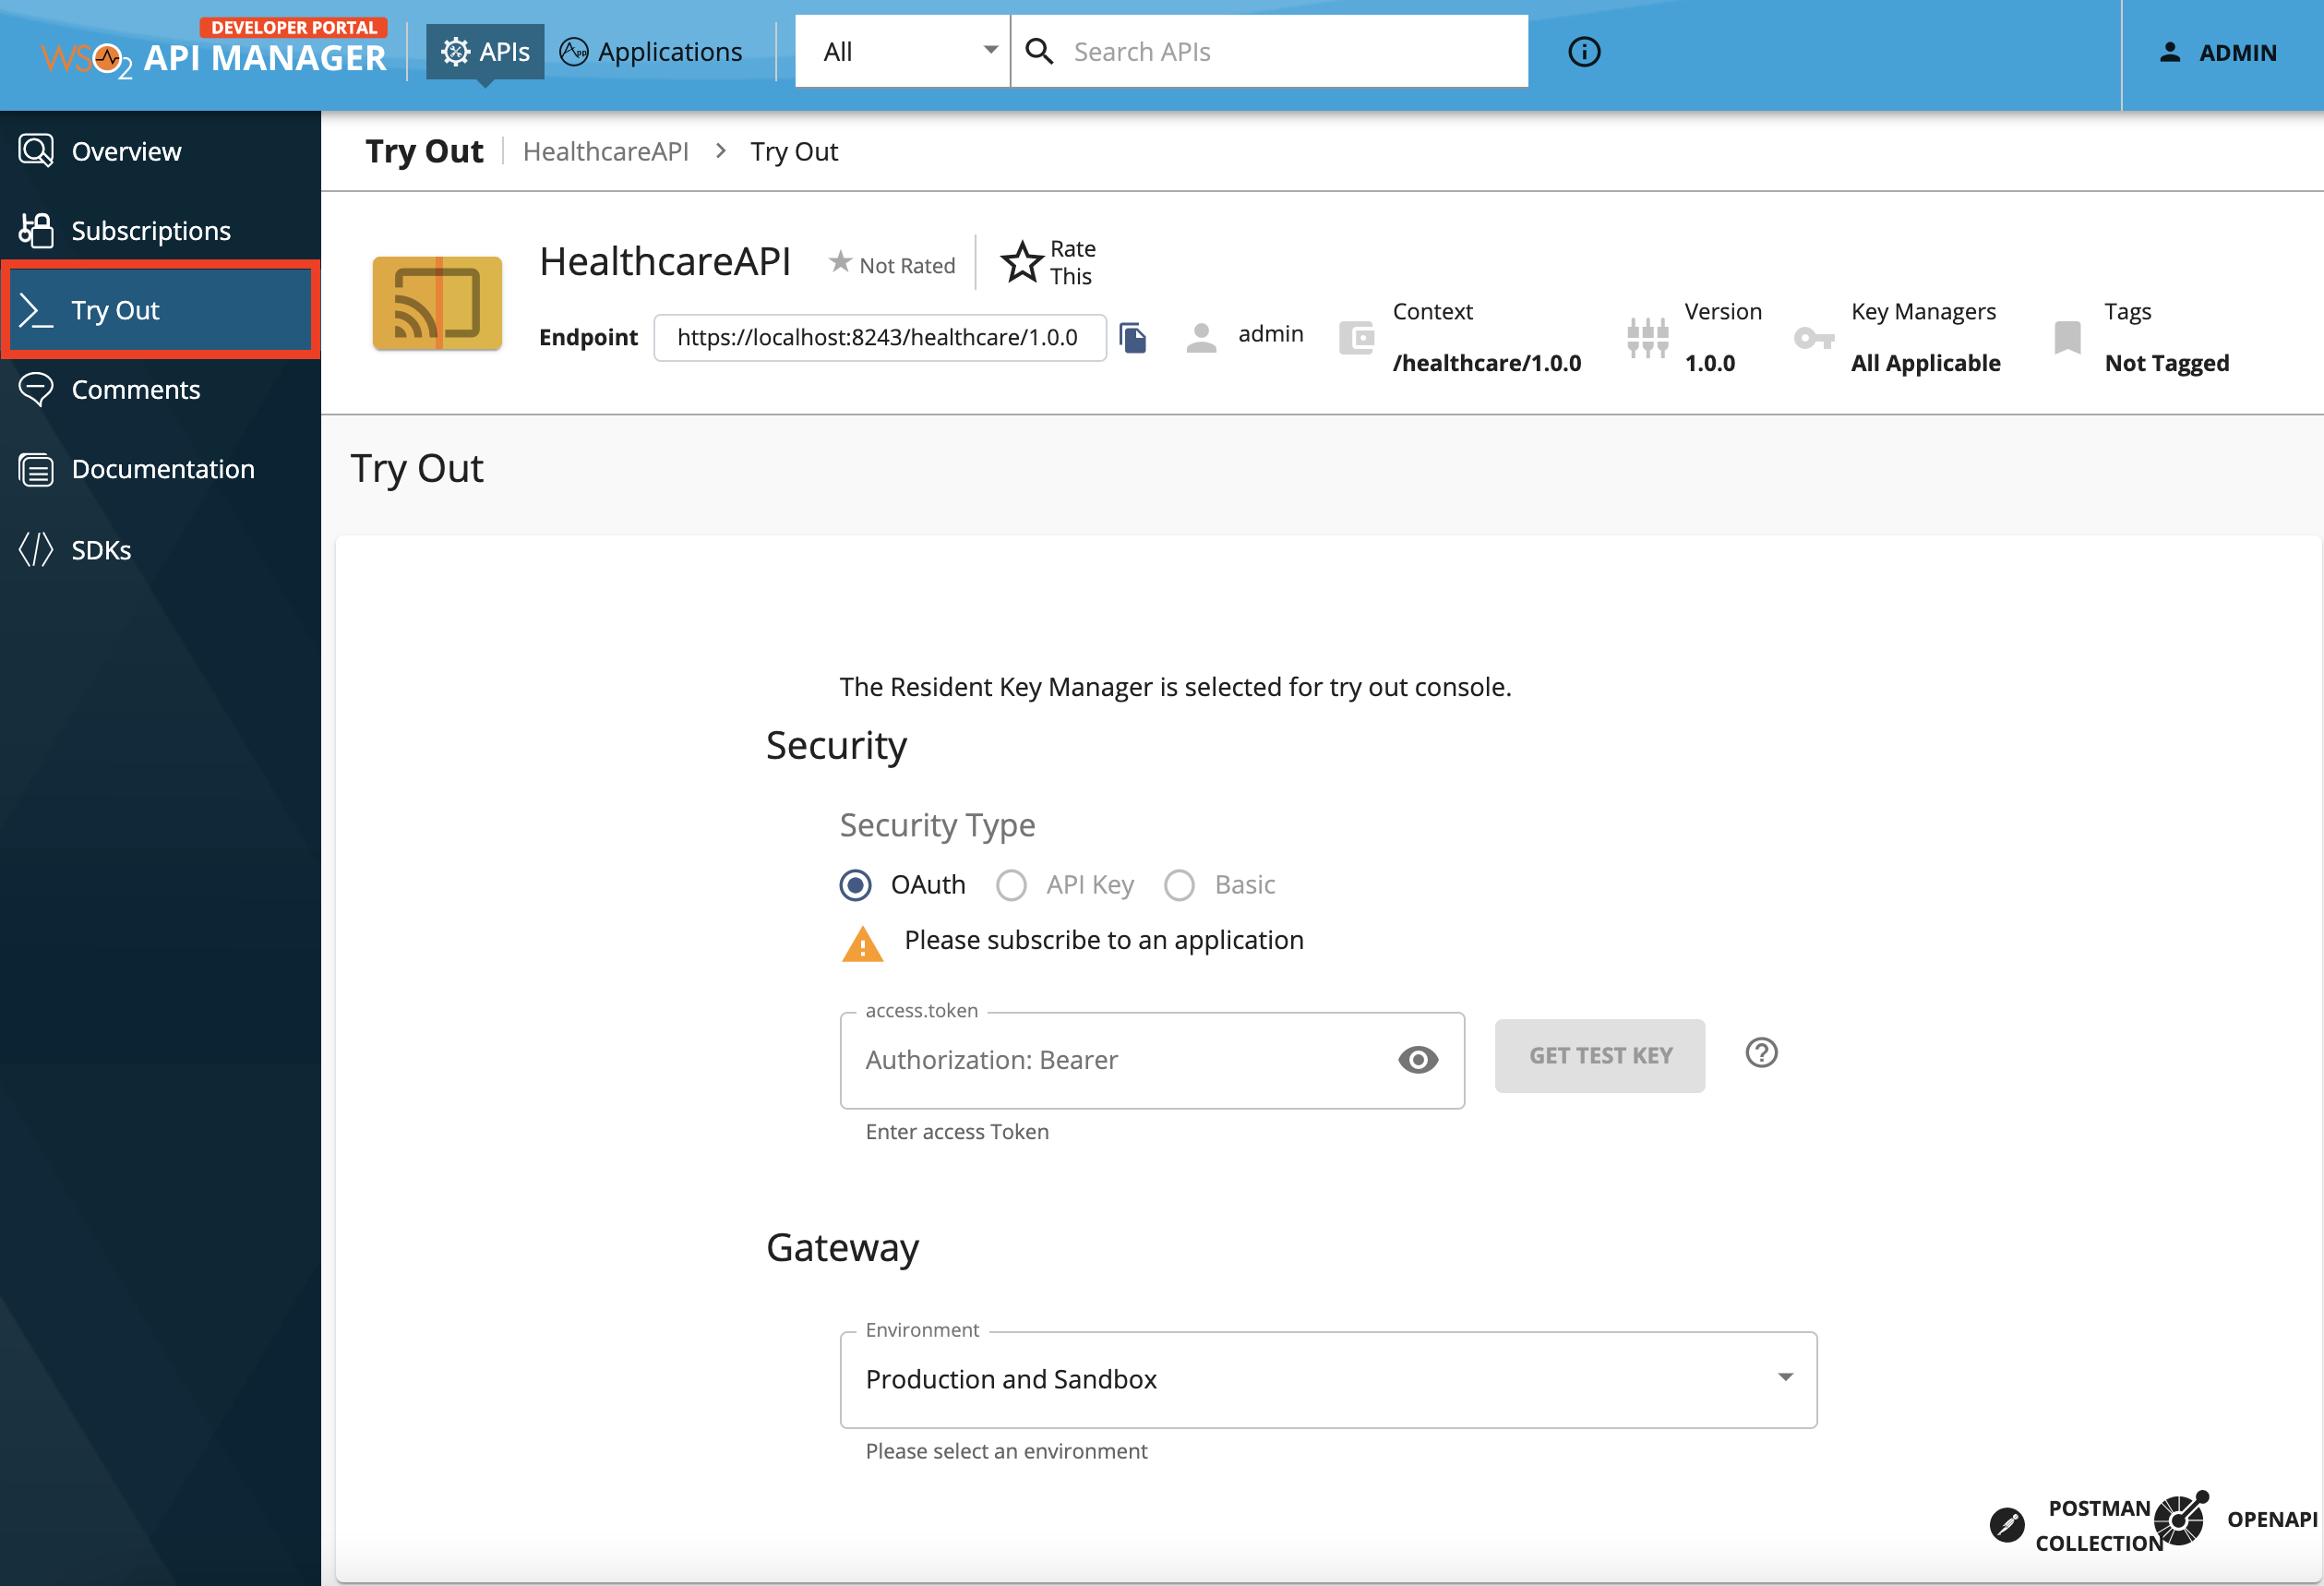 DEVELOPER PORTAL
WSO2 API MANAGER
APIs
App Applications
All
Search APIs
ADMIN
Overview
Subscriptions
Try Out
Comments
Documentation
SDKs
Try Out HealthcareAPI > Try Out
HealthcareAPI
Not Rated
Rate
This
Endpoint https://localhost:8243/healthcare/1.0.0
admin
Context
/healthcare/1.0.0
Version
1.0.0
Key Managers
All Applicable
Tags
Not Tagged
Try Out
The Resident Key Manager is selected for try out console.
Security
Security Type
OAuth API Key Basic
Please subscribe to an application
access.token
Authorization: Bearer
GET TEST KEY
Enter access Token
Gateway
Environment
Production and Sandbox
Please select an environment
POSTMAN
COLLECTION
OPENAPI